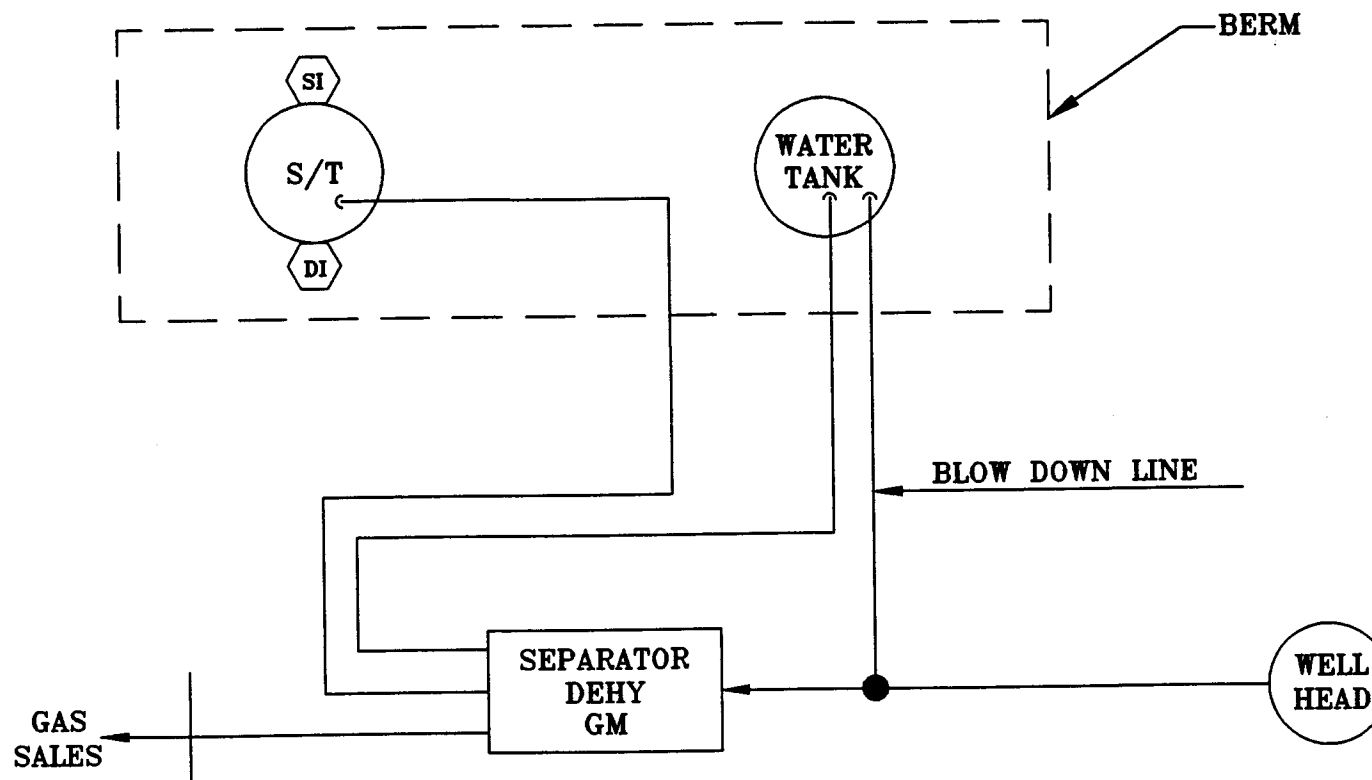 BERM
SI
S/T
DI
WATER
TANK
BLOW DOWN LINE
SEPARATOR
DEHY
GM
WELL
HEAD
GAS
SALES